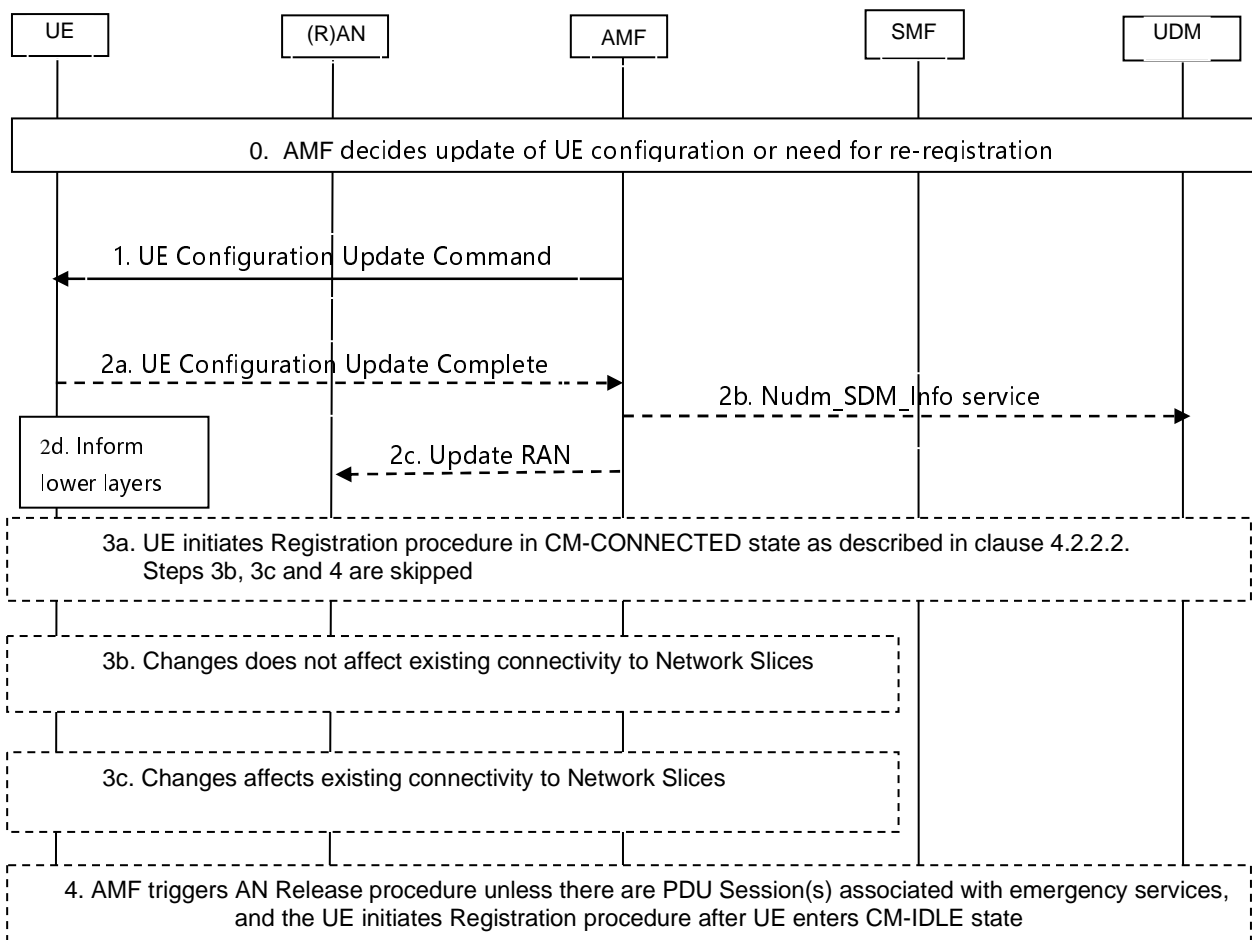 UE
(R)AN
AMF
SMF
UDM
0. AMF decides update of UE configuration or need for re-registration
1. UE Configuration Update Command
2a. UE Configuration Update Complete
2b. Nudm_SDM_Info service
2d. Inform
lower layers
2c. Update RAN
3a. UE initiates Registration procedure in CM-CONNECTED state as described in clause 4.2.2.2.
Steps 3b, 3c and 4 are skipped
3b. Changes does not affect existing connectivity to Network Slices
3c. Changes affects existing connectivity to Network Slices
4. AMF triggers AN Release procedure unless there are PDU Session(s) associated with emergency services,
and the UE initiates Registration procedure after UE enters CM-IDLE state